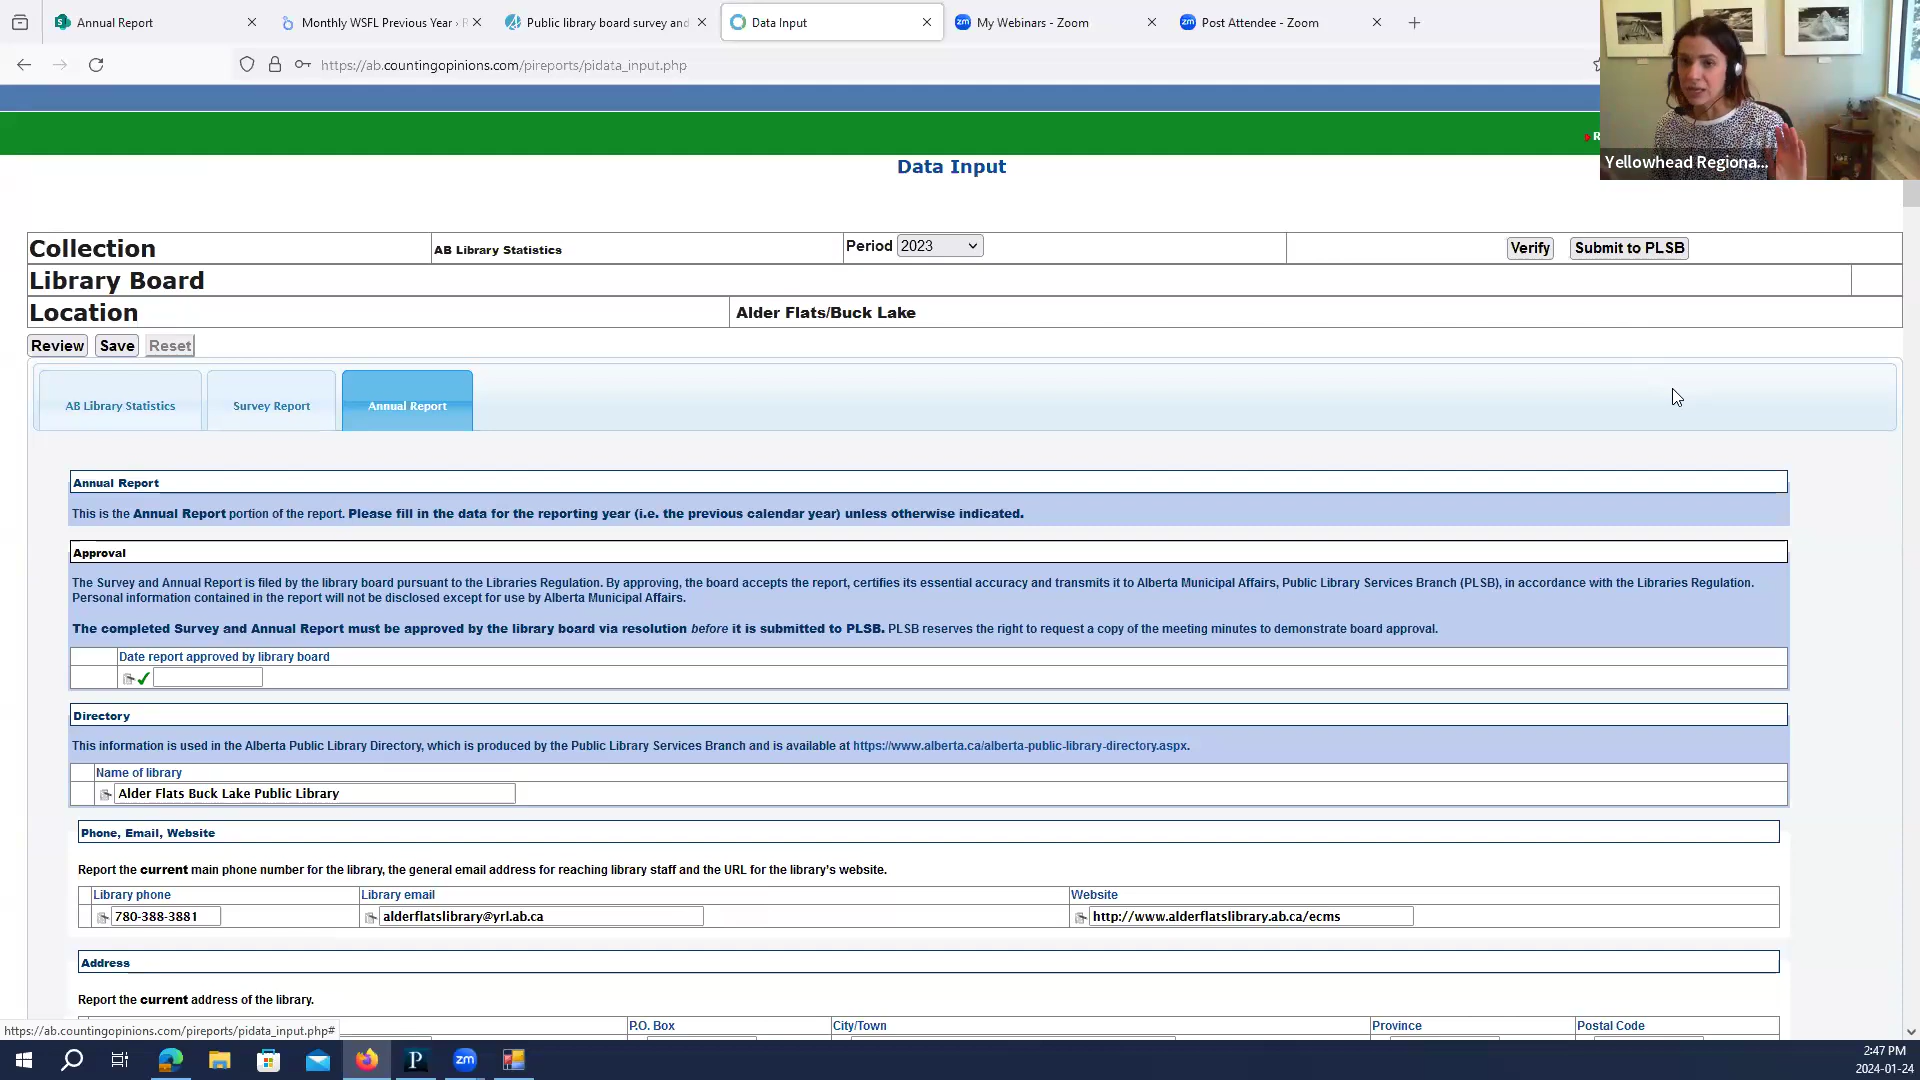 Annual Report
Monthly WSFL Previous Year ›
Public library board survey and
Data Input
My Webinars - Zoom
Post Attendee - Zoom
https://ab.countingopinions.com/pireports/pidata_input.php
R
Yellowhead Regiona...
Data Input
Collection
AB Library Statistics
Period 2023
Verify
Submit to PLSB
Library Board
Location
Alder Flats/Buck Lake
Review
Save
Reset
AB Library Statistics
Survey Report
Annual Report
Annual Report
This is the Annual Report portion of the report. Please fill in the data for the reporting year (i.e. the previous calendar year) unless otherwise indicated.
Approval
The Survey and Annual Report is filed by the library board pursuant to the Libraries Regulation. By approving, the board accepts the report, certifies its essential accuracy and transmits it to Alberta Municipal Affairs, Public Library Services Branch (PLSB), in accordance with the Libraries Regulation.
Personal information contained in the report will not be disclosed except for use by Alberta Municipal Affairs.
The completed Survey and Annual Report must be approved by the library board via resolution before it is submitted to PLSB. PLSB reserves the right to request a copy of the meeting minutes to demonstrate board approval.
Date report approved by library board
Directory
This information is used in the Alberta Public Library Directory, which is produced by the Public Library Services Branch and is available at https://www.alberta.ca/alberta-public-library-directory.aspx.
Name of library
Alder Flats Buck Lake Public Library
Phone, Email, Website
Report the current main phone number for the library, the general email address for reaching library staff and the URL for the library's website.
Library phone
Library email
Website
780-388-3881
alderflatslibrary@yrl.ab.ca
http://www.alderflatslibrary.ab.ca/ecms
Address
Report the current address of the library.
P.O. Box
City/Town
Province
Postal Code
https://ab.countingopinions.com/pireports/pidata_input.php#
2:47 PM
2024-01-24